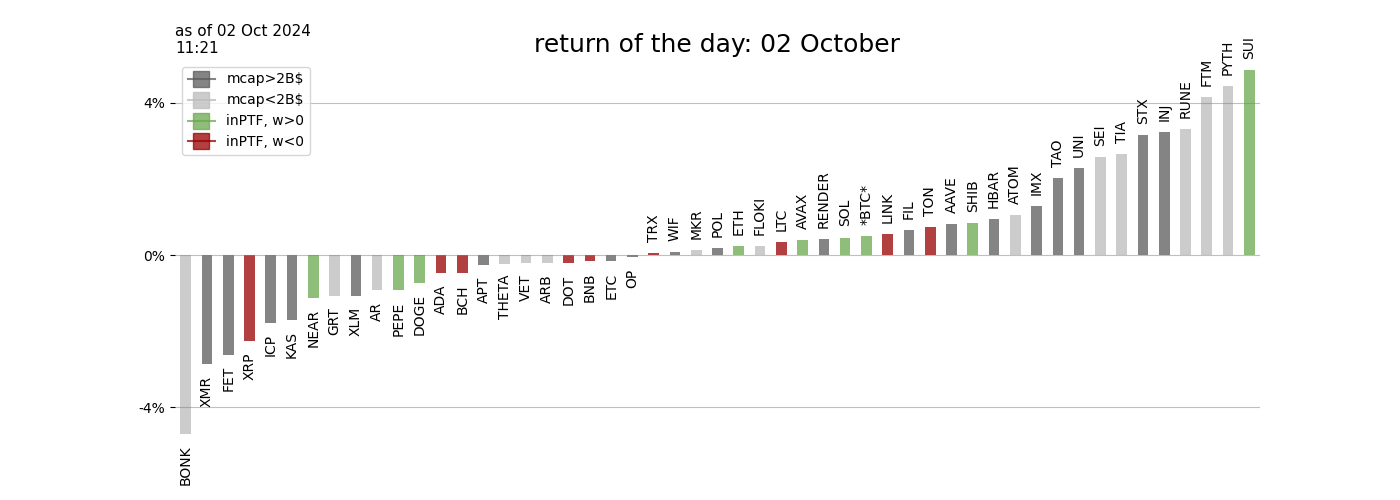 as of 02 Oct 2024
11:21
return of the day: 02 October
mcap>2B$
mcap<2B$
inPTF, w>0
inPTF, w<0
4%
0%
-4%
BONK
XMR
FET
XRP
ICP
KAS
NEAR
GRT
XLM
AR
PEPE
DOGE
ADA
BCH
APT
THETA
VET
ARB
DOT
BNB
ETC
OP
TRX
WIF
MKR
POL
ETH
FLOKI
LTC
AVAX
RENDER
SOL
*BTC*
LINK
FIL
TON
AAVE
SHIB
HBAR
ATOM
IMX
TAO
UNI
SEI
TIA
STX
INJ
RUNE
FTM
PYTH
SUI